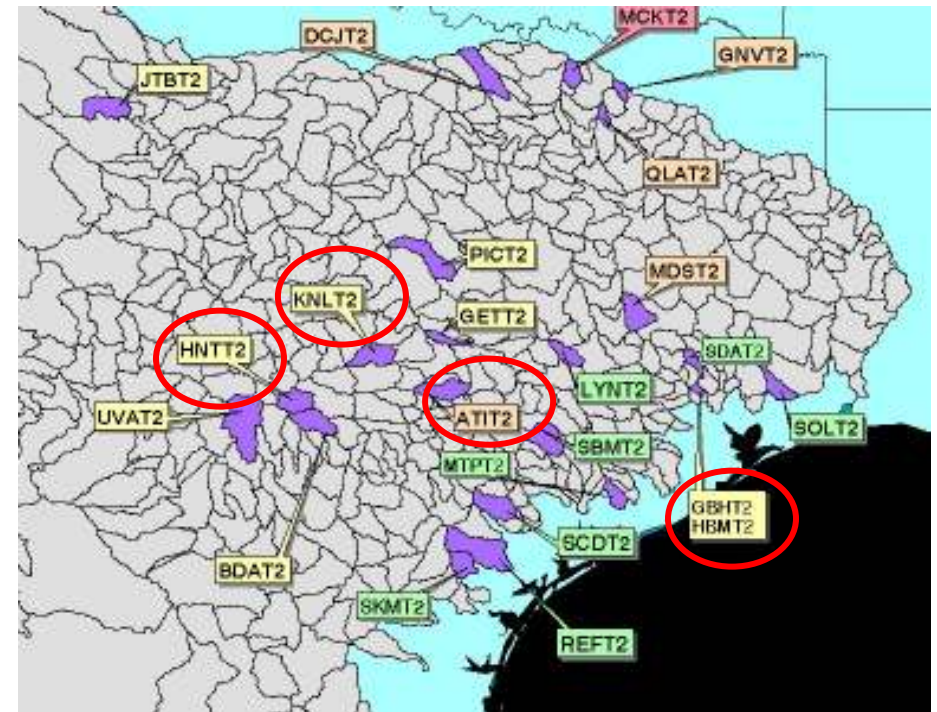 MCKT2
DCJT2
GNVT2
JTBT2
QLAT2
PICT2
MDST2
KNLT2
GETT2
HNTT2
SDAT2
LYNT2
UVAT2
ATIT2
SOLT2
SBMT2
MTPT2
GBHT2
HBMT2
SCDT2
BDAT2
SKMT2
REFT2